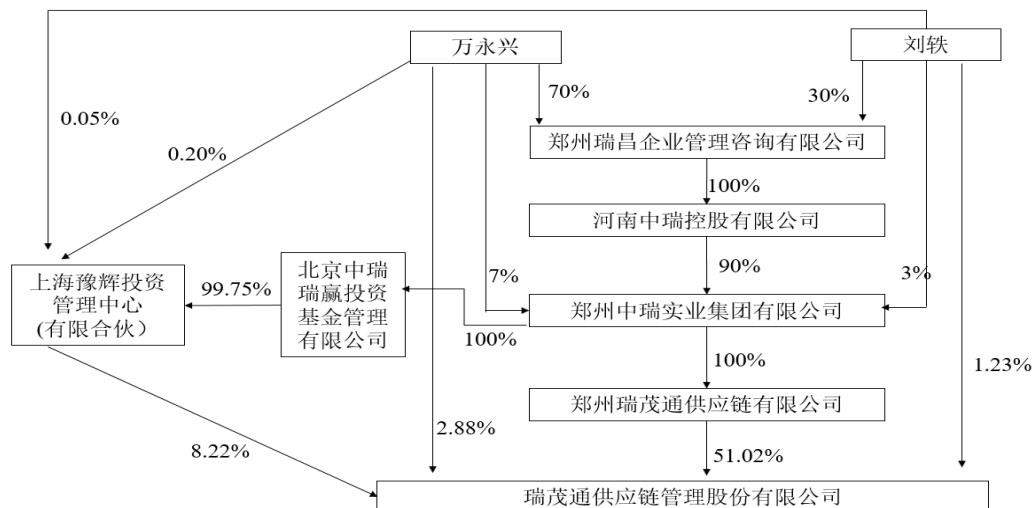 万永兴
刘轶
70%
30%
0.05%
0.20%
郑州瑞昌企业管理咨询有限公司
100%
河南中瑞控股有限公司
90%
7%
3%
上海豫辉投资
管理中心
(有限合伙）
99.75%
北京中瑞
瑞赢投资
基金管理
有限公司
100%
郑州中瑞实业集团有限公司
100%
1.23%
郑州瑞茂通供应链有限公司
2.88%
8.22%
51.02%
瑞茂通供应链管理股份有限公司